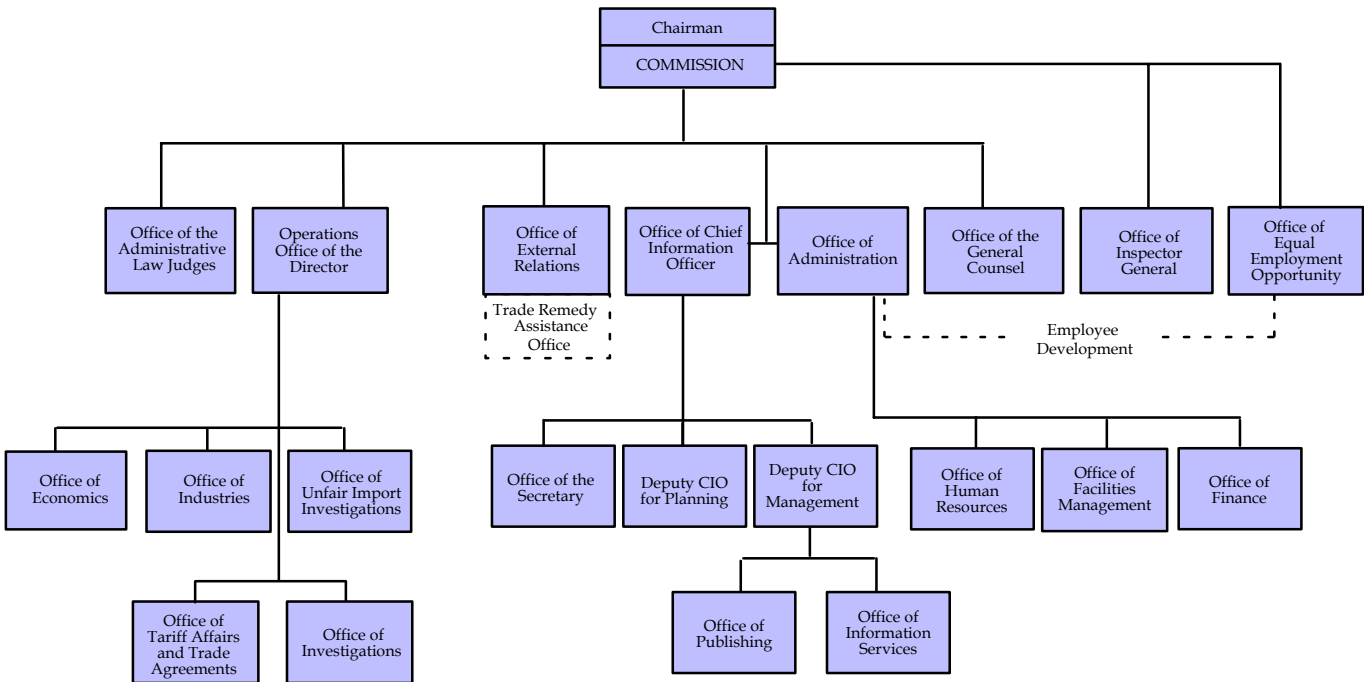 Chairman
COMMISSION
Office of the
Administrative
Law Judges
Operations
Office of the
Director
Office of
External
Relations
Office of Chief
Information
Officer
Office of
Administration
Office of the
General
Counsel
Office of
Inspector
General
Office of
Equal
Employment
Opportunity
Trade Remedy
Assistance
Office
Employee
Development
Office of
Economics
Office of
Industries
Office of
Unfair Import
Investigations
Office of the
Secretary
Deputy CIO
for Planning
Deputy CIO
for
Management
Office of
Human
Resources
Office of
Facilities
Management
Office of
Finance
Office of
Tariff Affairs
and Trade
Agreements
Office of
Investigations
Office of
Publishing
Office of
Information
Services